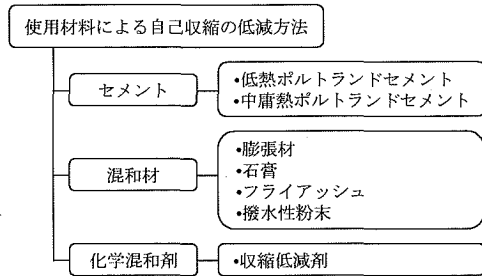 使用材料による自己収縮の低減方法
セメント
•低熱ポルトランドセメント
•中庸熱ポルトランドセメント
混和材
•膨張材
•石膏
•フライアッシュ
•撥水性粉末
化学混和剤
•収縮低減剤